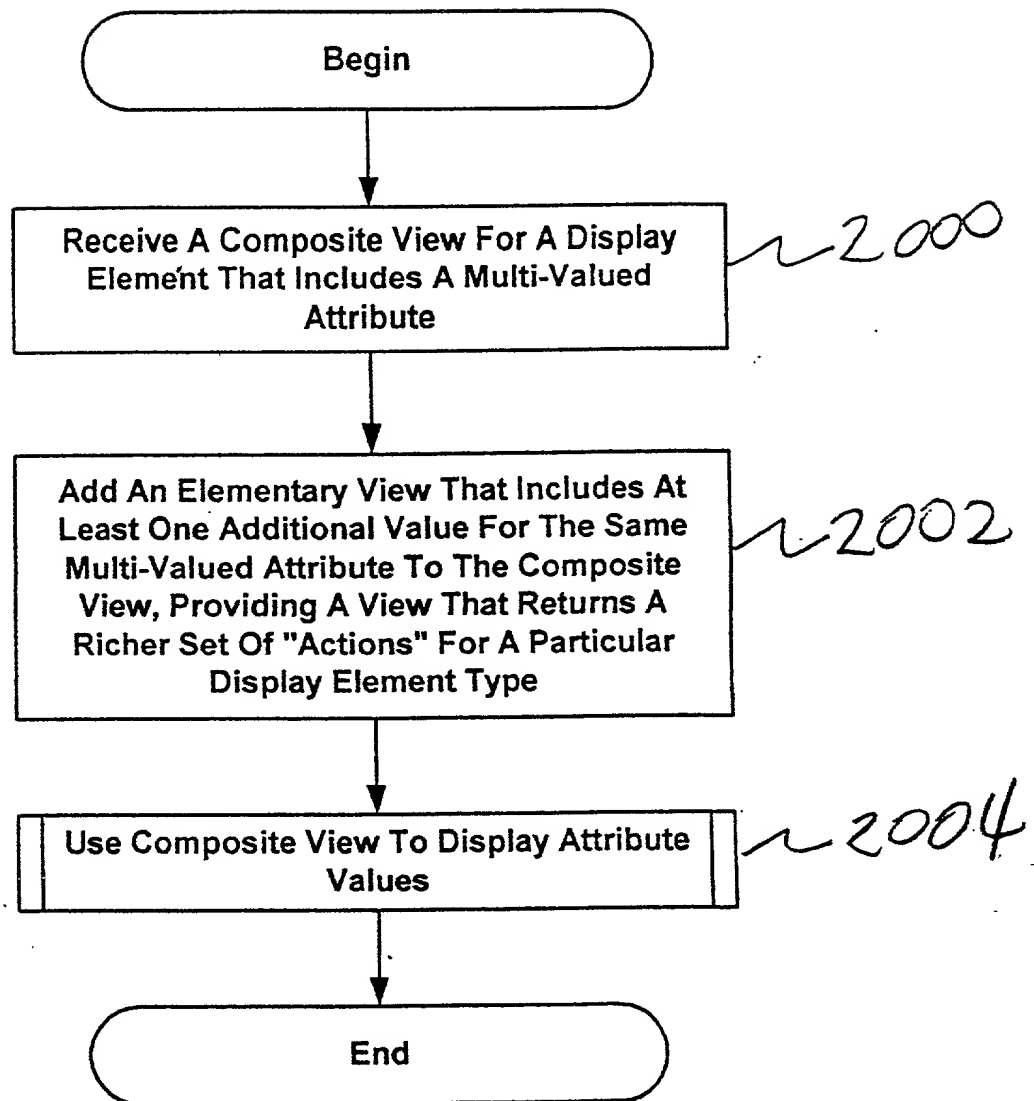 Begin
Receive A Composite View For A Display
Element That Includes A Multi-Valued
Attribute
2000
Add An Elementary View That Includes At
Least One Additional Value For The Same
Multi-Valued Attribute To The Composite
View, Providing A View That Returns A
Richer Set Of "Actions" For A Particular
Display Element Type
2002
Use Composite View To Display Attribute
Values
2004
End